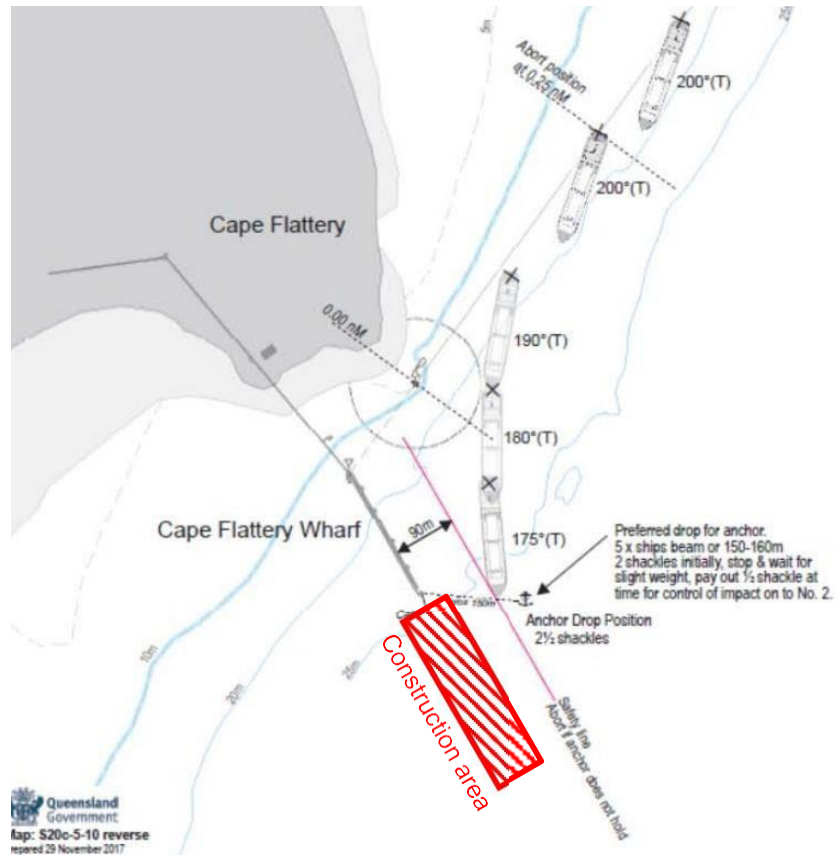 5m
25m
Abort position
at 0.25 nM
200°(T)
200°(T)
Cape Flattery
0.00 nM
190°(T)
180°(T)
Cape Flattery Wharf
90m
175°(T)
Preferred drop for anchor.
5 x ships beam or 150-160m
2 shackles initially, stop & wait for
slight weight, pay out ½ shackle at
time for control of impact on to No. 2.
150m
Anchor Drop Position
2½ shackles
10m
20m
25m
Construction area
Safety line
Abort if anchor does not hold
Queensland
Government
Map: S20c-5-10 reverse
repared 29 November 2017